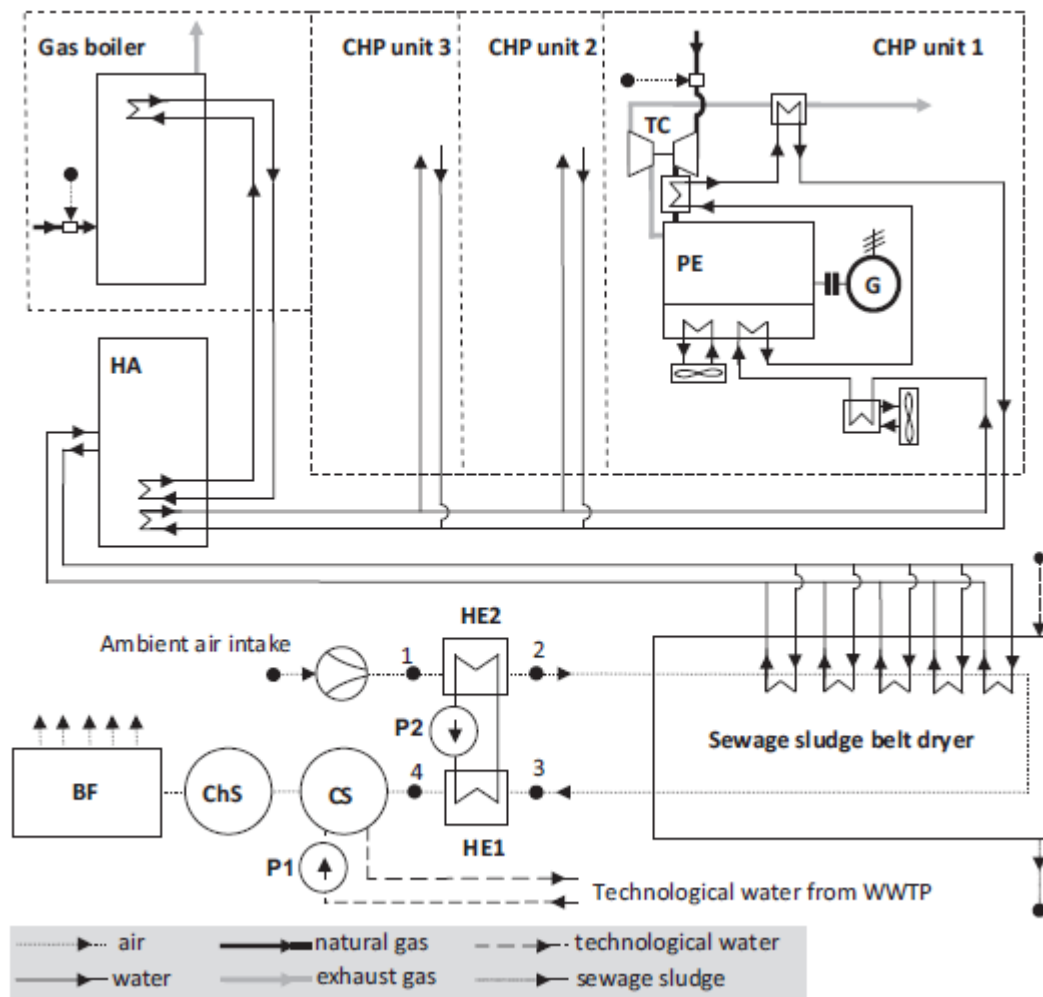 Gas boiler
CHP unit 3
CHP unit 2
CHP unit 1
TC
PE
G
HA
HE2
Ambient air intake
1
2
P2
Sewage sludge belt dryer
4
3
BF
ChS
CS
HE1
P1
Technological water from WWTP
air
natural gas
technological water
water
exhaust gas
sewage sludge